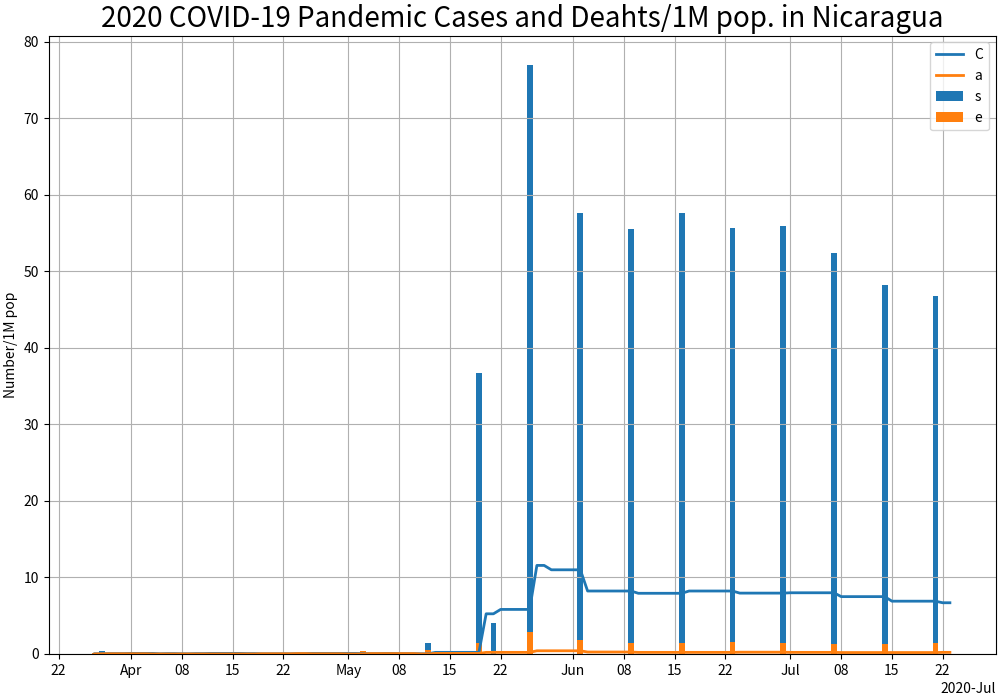 2020 COVID-19 Pandemic Cases and Deahts/1M pop. in Nicaragua
Number/1M pop
80
70
60
50
40
30
20
10
0
C
a
s
e
22 Apr 08 15 22 May 08 15 22 Jun 08 15 22 Jul 08 15 22
2020-Jul